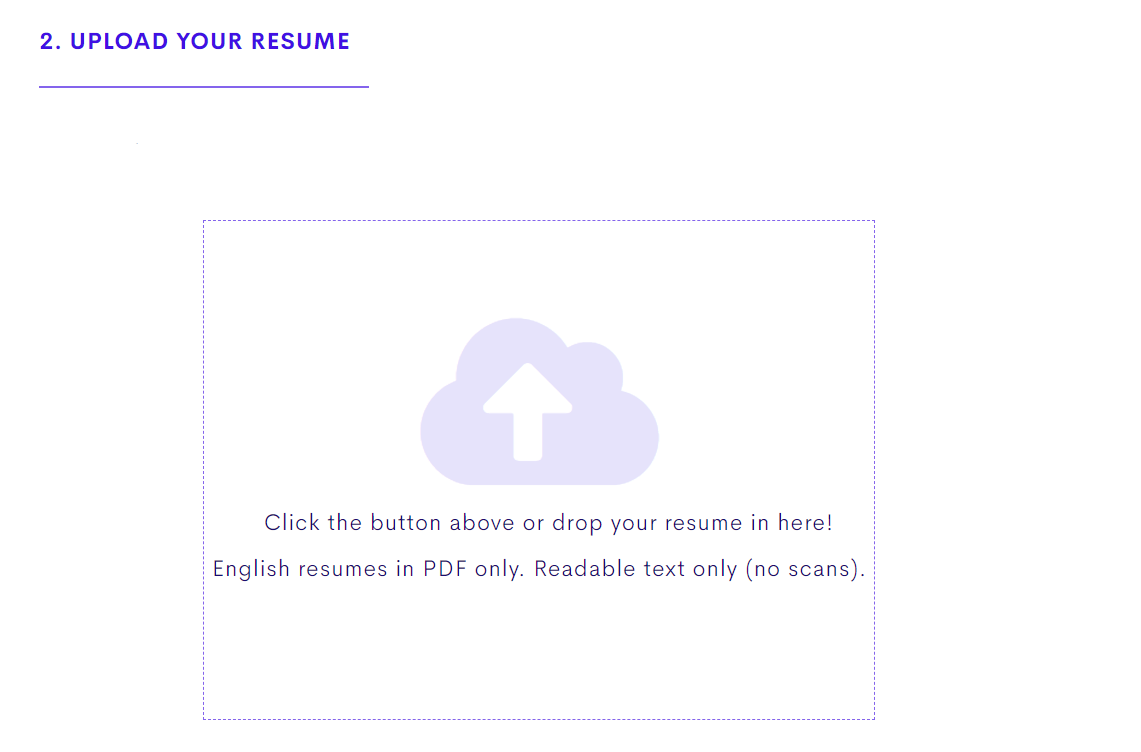 2. UPLOAD YOUR RESUME
Click the button above or drop your resume in here!
English resumes in PDF only. Readable text only (no scans).